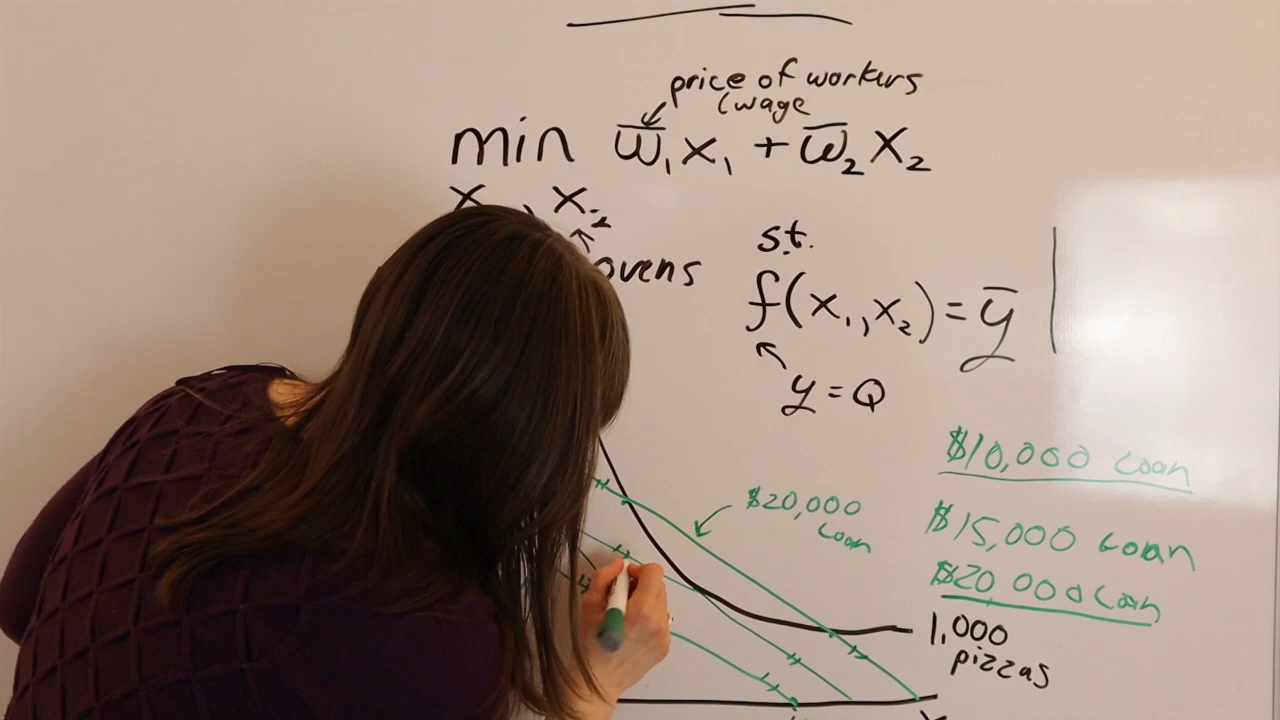 price of workers
(wage
min w̅₁x₁ + w̅₂x₂
x , x₂
s.t.
ovens
f(x₁,x₂) = y̅
y = Q
$10,000 Loan
$20,000
Loan
$15,000 Loan
$20,000 Loan
1,000
pizzas